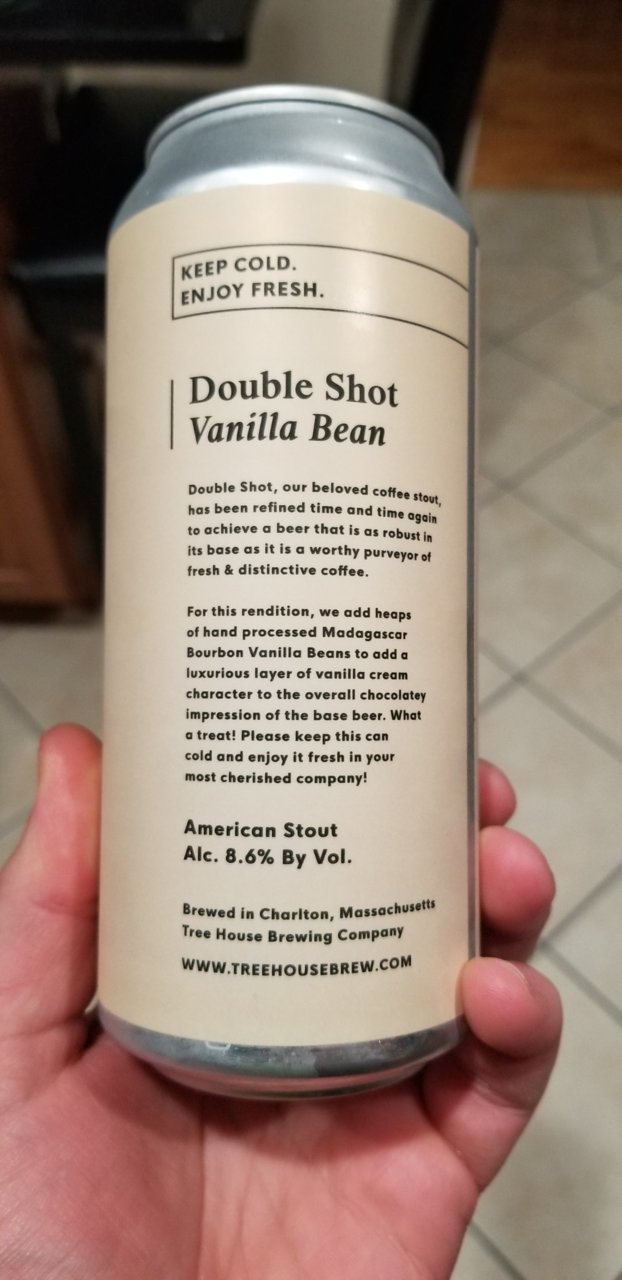 KEEP COLD.
ENJOY FRESH.
Double Shot
Vanilla Bean
Double Shot, our beloved coffee stout,
has been refined time and time again
to achieve a beer that is as robust in
its base as it is a worthy purveyor of
fresh & distinctive coffee.
For this rendition, we add heaps
of hand processed Madagascar
Bourbon Vanilla Beans to add a
luxurious layer of vanilla cream
character to the overall chocolatey
impression of the base beer. What
a treat! Please keep this can
cold and enjoy it fresh in your
most cherished company!
American Stout
Alc. 8.6% By Vol.
Brewed in Charlton, Massachusetts
Tree House Brewing Company
WWW.TREEHOUSEBREW.COM